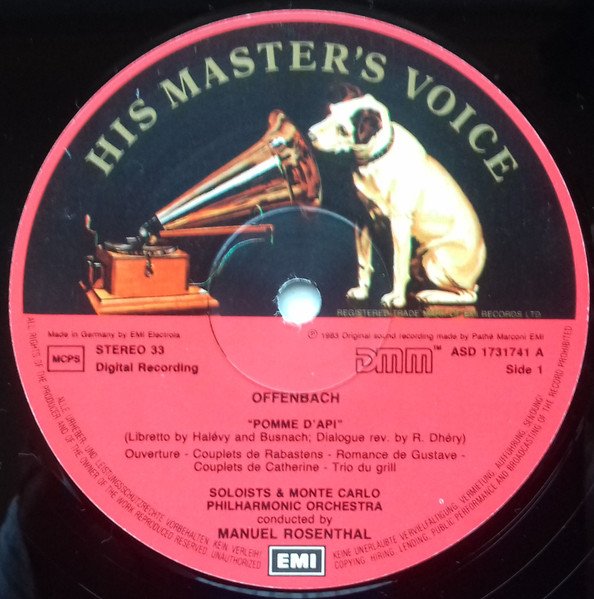 HIS MASTER'S VOICE
REGISTERED TRADE MARK OF EMI RECORDS LTD
Made in Germany by EMI Electrola
℗ 1983 Original sound recording made by Pathé Marconi EMI
MCPS
STEREO 33
Digital Recording
DMM™
ASD 1731741 A
Side 1
OFFENBACH
"POMME D'API"
(Libretto by Halévy and Busnach; Dialogue rev. by R. Dhéry)
Ouverture - Couplets de Rabastens - Romance de Gustave -
Couplets de Catherine - Trio du grill
SOLOISTS & MONTE CARLO
PHILHARMONIC ORCHESTRA
conducted by
MANUEL ROSENTHAL
EMI
ALLE URHEBER- UND LEISTUNGSSCHUTZRECHTE VORBEHALTEN KEIN VERLEIH!
KEINE UNERLAUBTE VERVIELFÄLTIGUNG, VERMIETUNG, AUFFÜHRUNG, SENDUNG!
ALL RIGHTS OF THE PRODUCER AND OF THE OWNER OF THE WORK REPRODUCED RESERVED UNAUTHORIZED
COPYING, HIRING, LENDING, PUBLIC PERFORMANCE AND BROADCASTING OF THE RECORD PROHIBITED